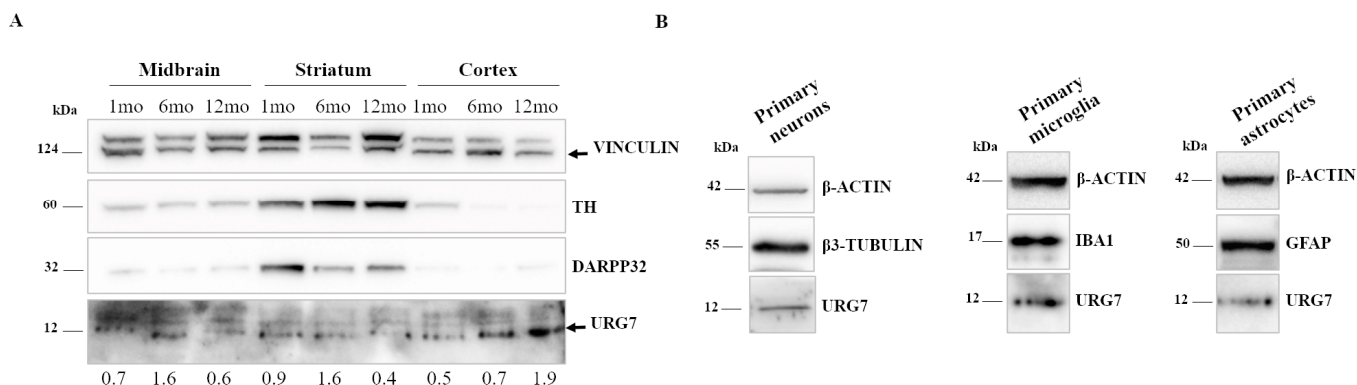 A
B
Midbrain Striatum Cortex
kDa 1mo 6mo 12mo 1mo 6mo 12mo 1mo 6mo 12mo
124 VINCULIN
60 TH
32 DARPP32
12 URG7
0.7 1.6 0.6 0.9 1.6 0.4 0.5 0.7 1.9
Primary
neurons
kDa
42 β-ACTIN
55 β3-TUBULIN
12 URG7
Primary
microglia
kDa
42 β-ACTIN
17 IBA1
12 URG7
Primary
astrocytes
kDa
42 β-ACTIN
50 GFAP
12 URG7